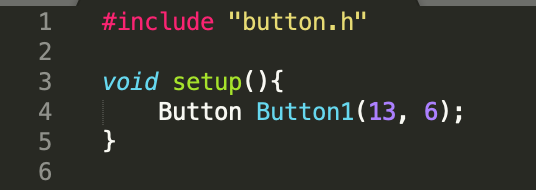 1 #include "button.h"
2
3 void setup(){
4     Button Button1(13, 6);
5 }
6